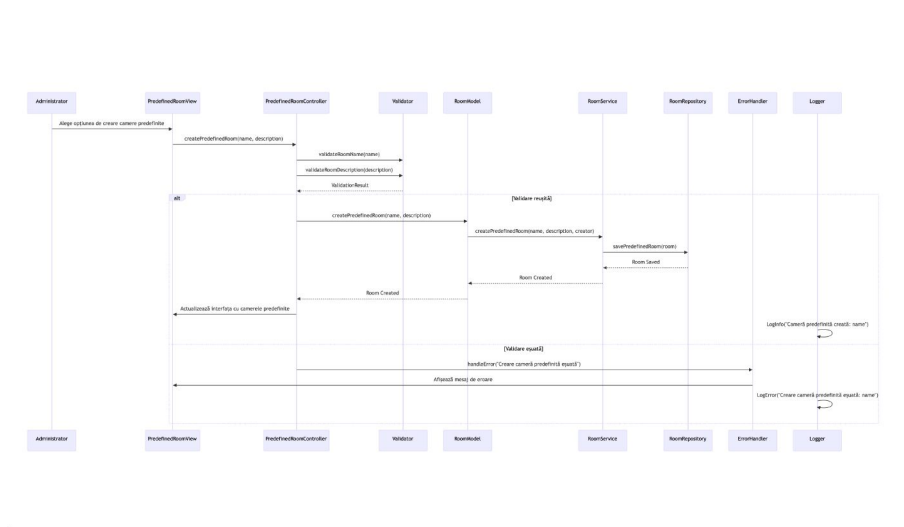 Administrator
PredefinedRoomView
PredefinedRoomController
Validator
RoomModel
RoomService
RoomRepository
ErrorHandler
Logger
Alege opțiunea de creare camere predefinite
createPredefinedRoom(name, description)
validateRoomName(name)
validateRoomDescription(description)
ValidationResult
alt
[Validare reușită]
createPredefinedRoom(name, description)
createPredefinedRoom(name, description, creator)
savePredefinedRoom(room)
Room Saved
Room Created
Room Created
Actualizează interfața cu camerele predefinite
LogInfo("Cameră predefinită creată: name")
[Validare eșuată]
handleError("Creare cameră predefinită eșuată")
Afișează mesaj de eroare
LogError("Creare cameră predefinită eșuată: name")
Administrator
PredefinedRoomView
PredefinedRoomController
Validator
RoomModel
RoomService
RoomRepository
ErrorHandler
Logger